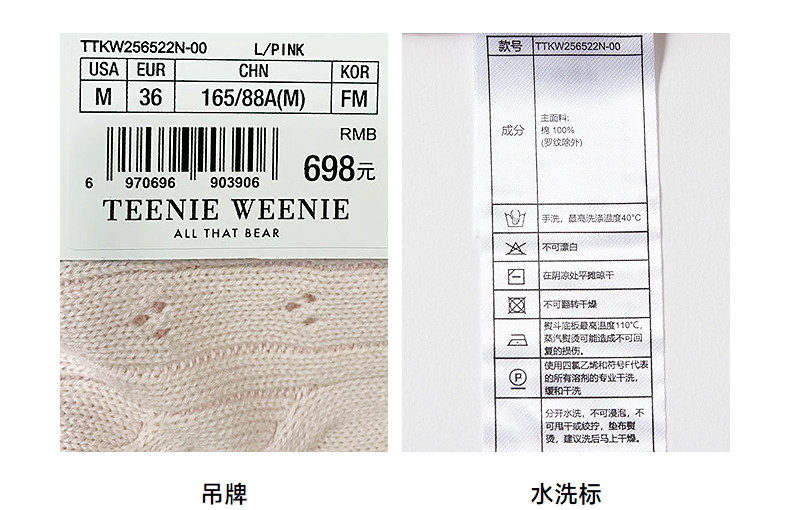 TTKW256522N-00 L/PINK
USA EUR CHN KOR
M 36 165/88A(M) FM
RMB
698元
6 970696 903906
TEENIE WEENIE
ALL THAT BEAR
吊牌
款号 TTKW256522N-00
成分
主面料:
棉 100%
(罗纹除外)
手洗，最高洗涤温度40°C
不可漂白
在阴凉处平摊晾干
不可翻转干燥
熨斗底板最高温度110°C,
蒸汽熨烫可能造成不可回
复的损伤。
P
使用四氯乙烯和符号F代表
的所有溶剂的专业干洗,
缓和干洗
分开水洗，不可浸泡，不
可甩干或绞拧，垫布熨
烫，建议洗后马上干燥。
水洗标